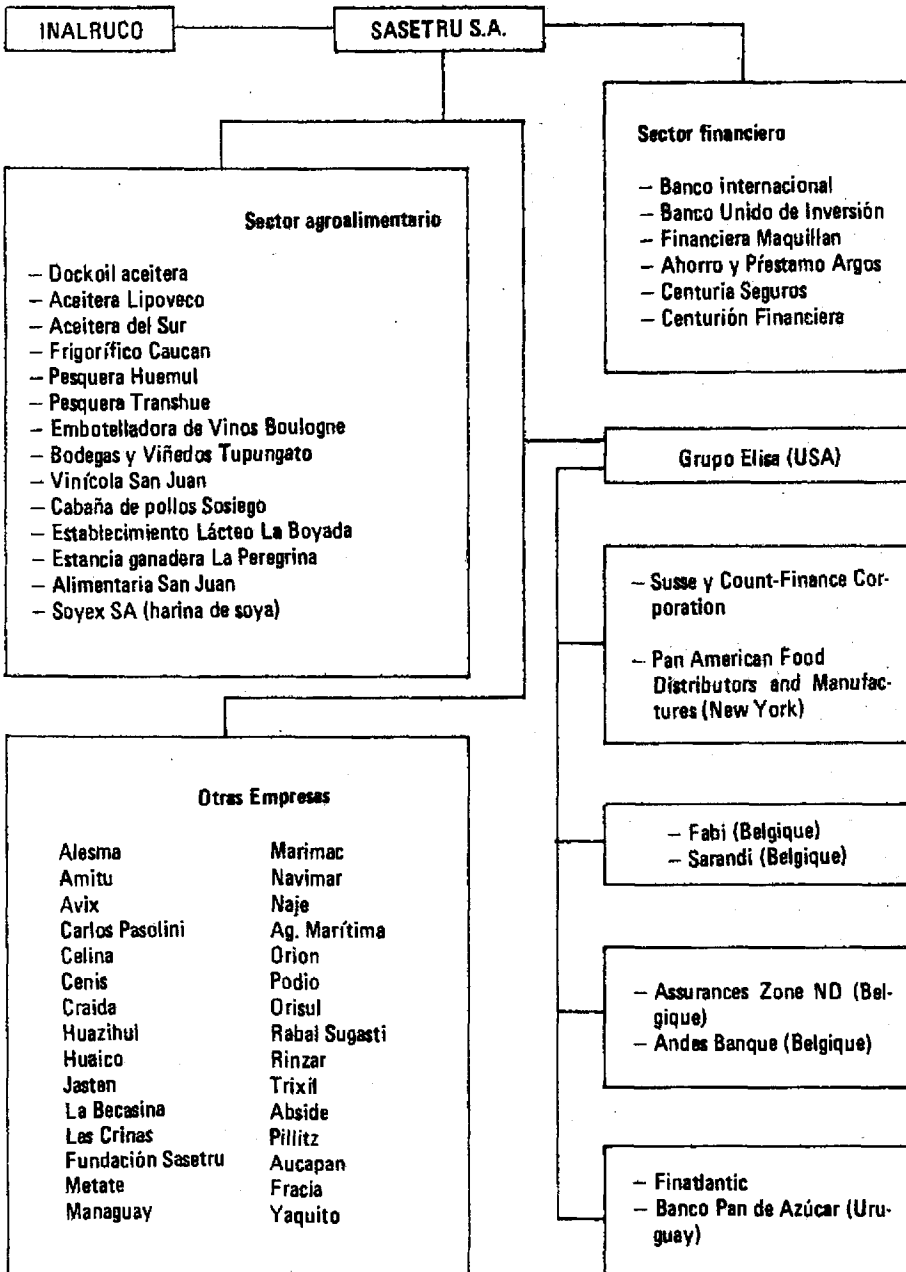 INALRUCO
SASETRU S.A.
Sector financiero
– Banco internacional
– Banco Unido de Inversión
– Financiera Maquillan
– Ahorro y Préstamo Argos
– Centuria Seguros
– Centurión Financiera
Sector agroalimentario
– Dockoil aceitera
– Aceitera Lipoveco
– Aceitera del Sur
– Frigorífico Caucan
– Pesquera Huemul
– Pesquera Transhue
– Embotelladora de Vinos Boulogne
– Bodegas y Viñedos Tupungato
– Vinícola San Juan
– Cabaña de pollos Sosiego
– Establecimiento Lácteo La Boyada
– Estancia ganadera La Peregrina
– Alimentaria San Juan
– Soyex SA (harina de soya)
Grupo Elisa (USA)
– Susse y Count-Finance Cor-
poration
– Pan American Food
Distributors and Manufac-
tures (New York)
– Fabi (Belgique)
– Sarandi (Belgique)
– Assurances Zone ND (Bel-
gique)
– Andes Banque (Belgique)
– Finatlantic
– Banco Pan de Azúcar (Uru-
guay)
Otras Empresas
Alesma
Amitu
Avix
Carlos Pasolini
Celina
Cenis
Craida
Huazihul
Huaico
Jasten
La Becasina
Las Crinas
Fundación Sasetru
Metate
Managuay
Marimac
Navimar
Naje
Ag. Marítima
Orion
Podio
Orisul
Rabal Sugasti
Rinzar
Trixil
Abside
Pillitz
Aucapan
Fracia
Yaquito